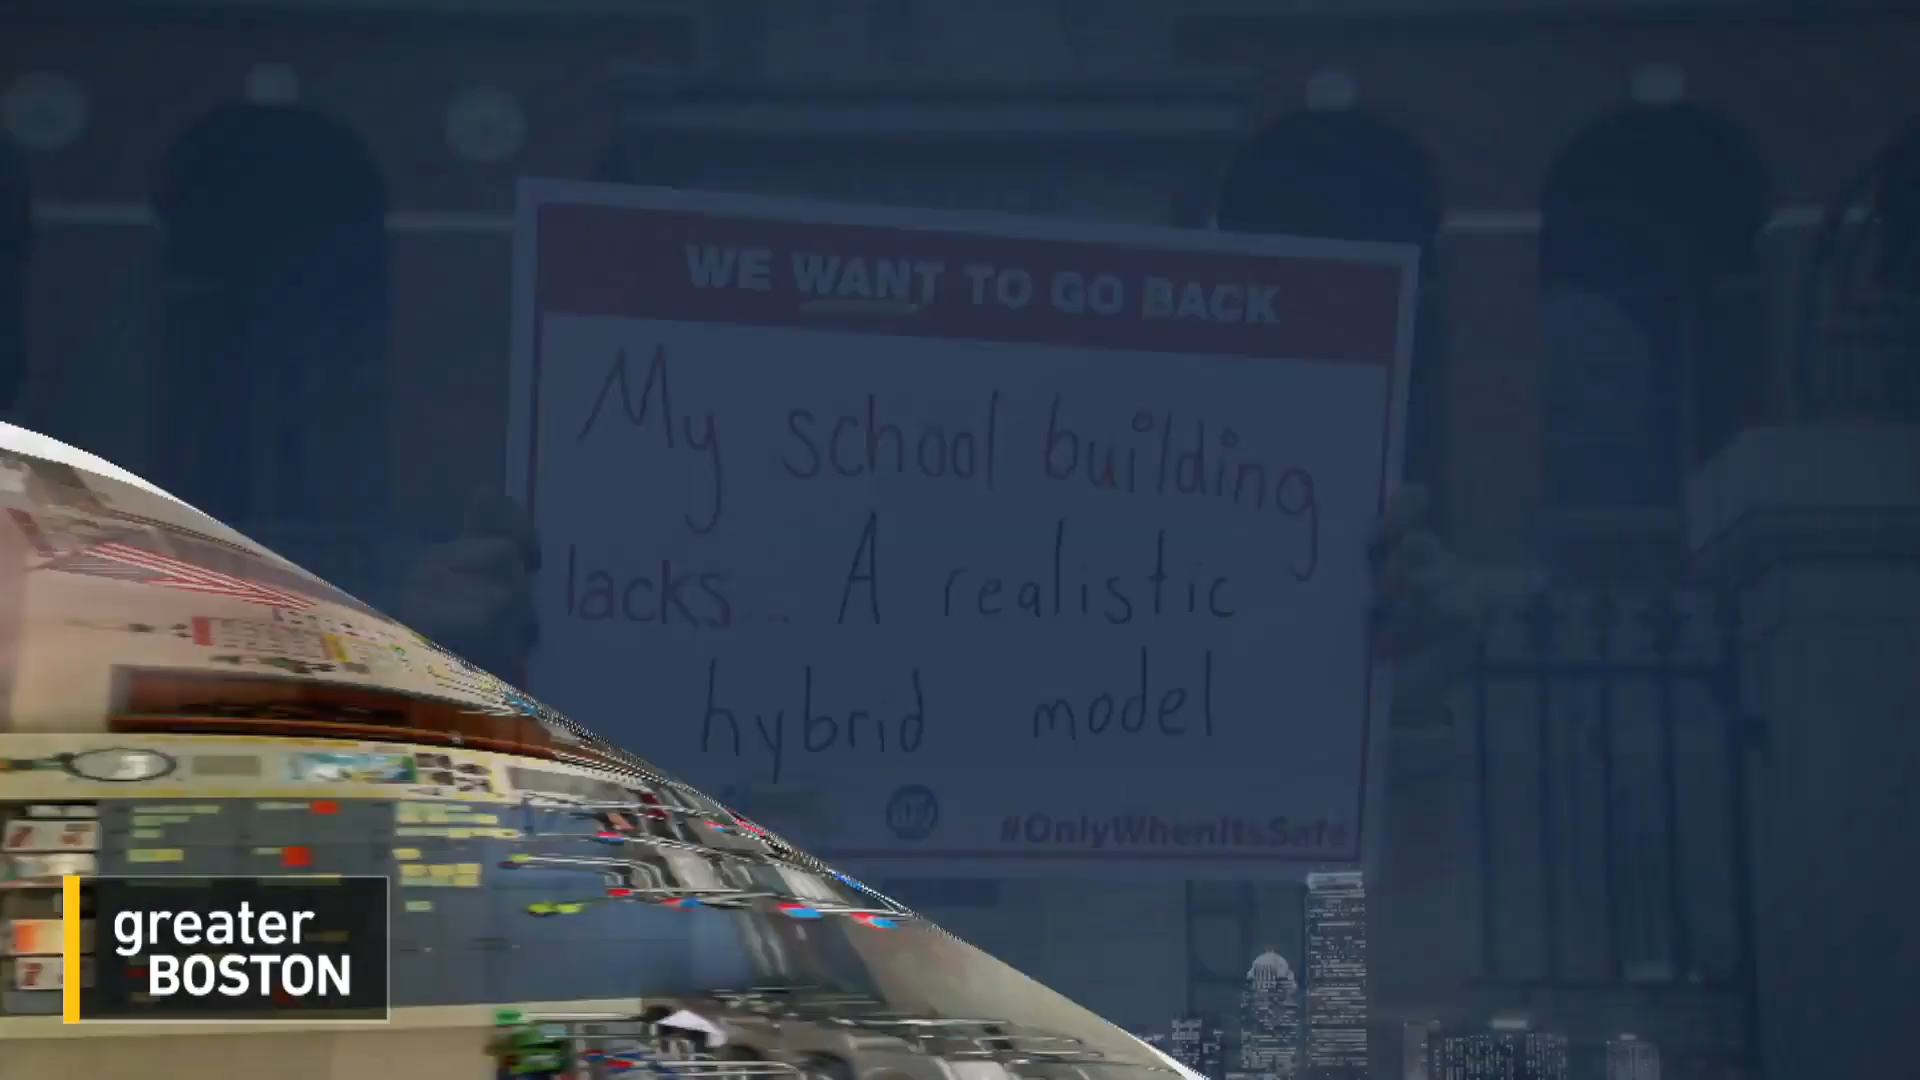 WE WANT TO GO BACK
My school building
lacks... A realistic
hybrid model
#OnlyWhenItsSafe
greater
BOSTON